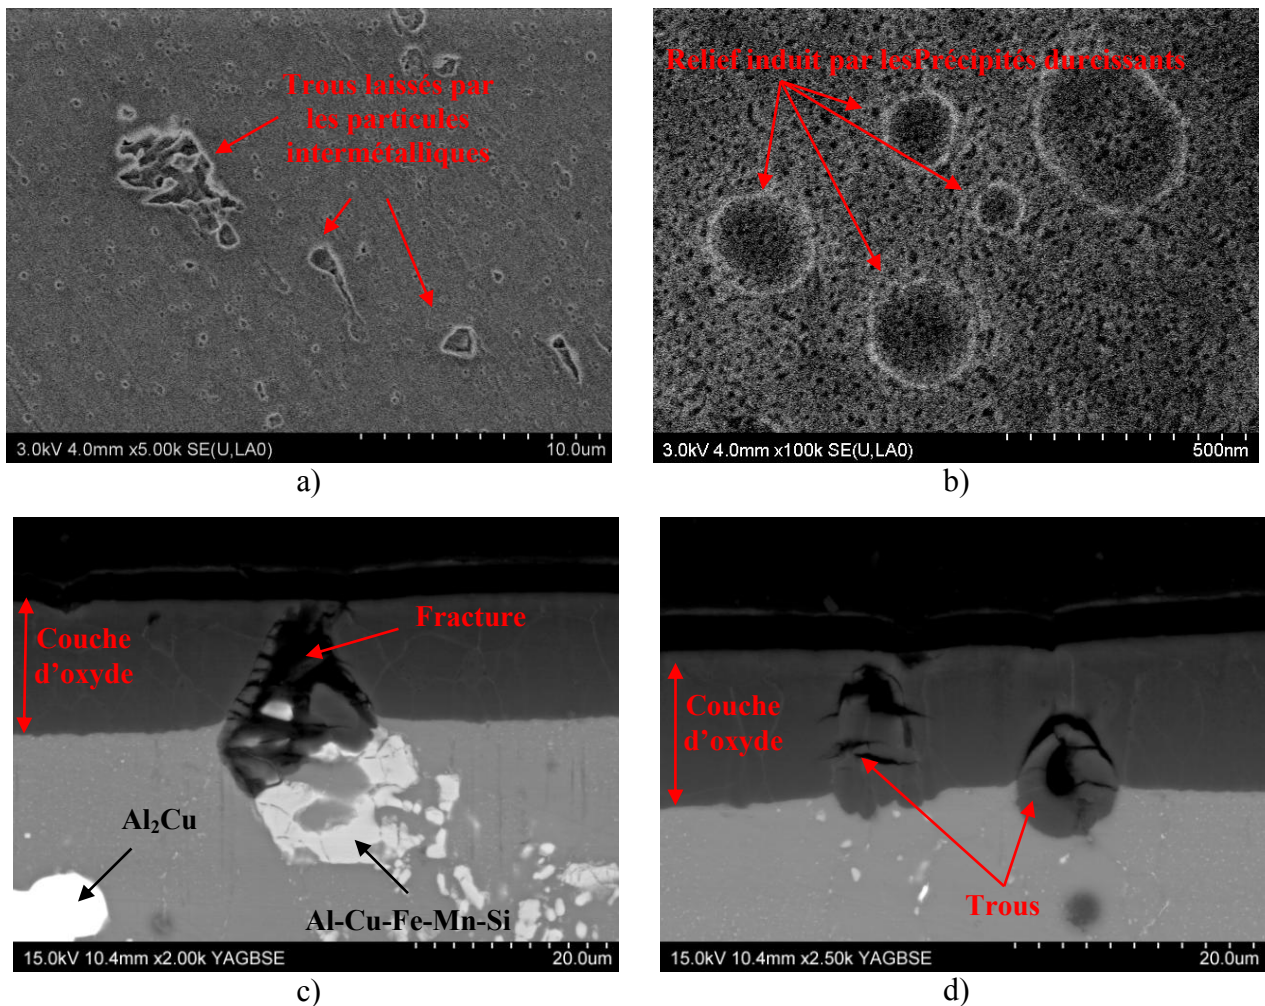 Trous laissés par
les particules
intermétalliques
3.0kV 4.0mm x5.00k SE(U,LA0) 10.0um
a)
Relief induit par lesPrécipités durcissants
3.0kV 4.0mm x100k SE(U,LA0) 500nm
b)
Fracture
Couche
d’oxyde
Al₂Cu
Al-Cu-Fe-Mn-Si
15.0kV 10.4mm x2.00k YAGBSE 20.0um
c)
Couche
d’oxyde
Trous
15.0kV 10.4mm x2.50k YAGBSE 20.0um
d)